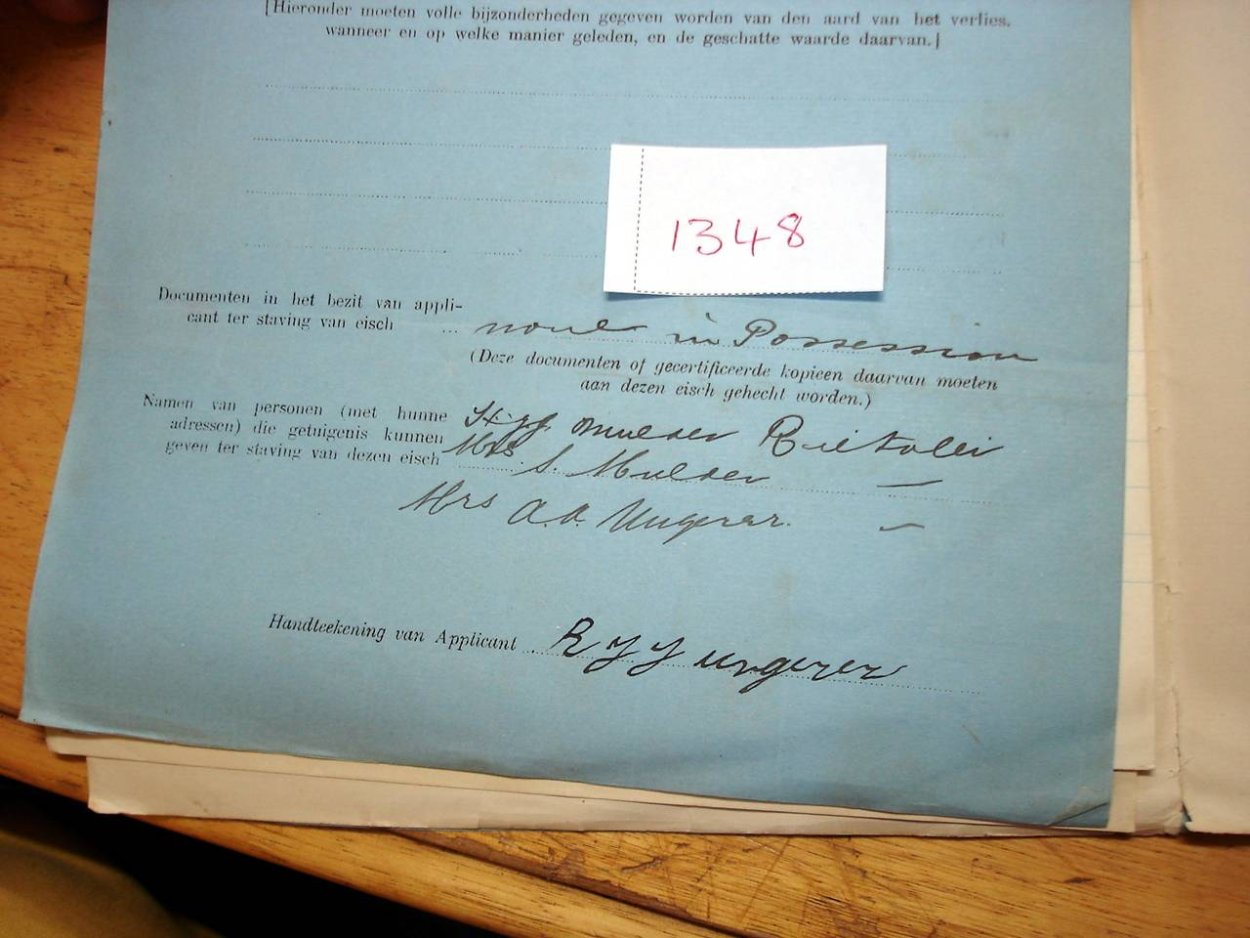 [Hieronder moeten volle bijzonderheden gegeven worden van den aard van het verlies,
wanneer en op welke manier geleden, en de geschatte waarde daarvan.]
1348
Documenten in het bezit van appli-
cant ter staving van eisch ... none in Possession
(Deze documenten of gecertificeerde kopieen daarvan moeten
aan dezen eisch gehecht worden.)
Namen van personen (met hunne
adressen) die getuigenis kunnen
geven ter staving van dezen eisch
Mulder Rietvlei
Mrs S. Mulder —
Mrs A.A. Ungerer. —
Handteekening van Applicant ... R J J ungerer